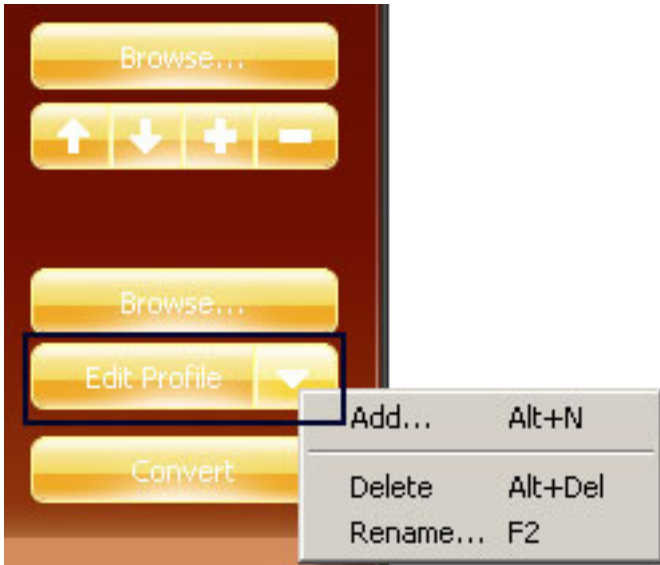 Browse...
Browse...
Edit Profile
Add... Alt+N
Convert
Delete Alt+Del
Rename... F2